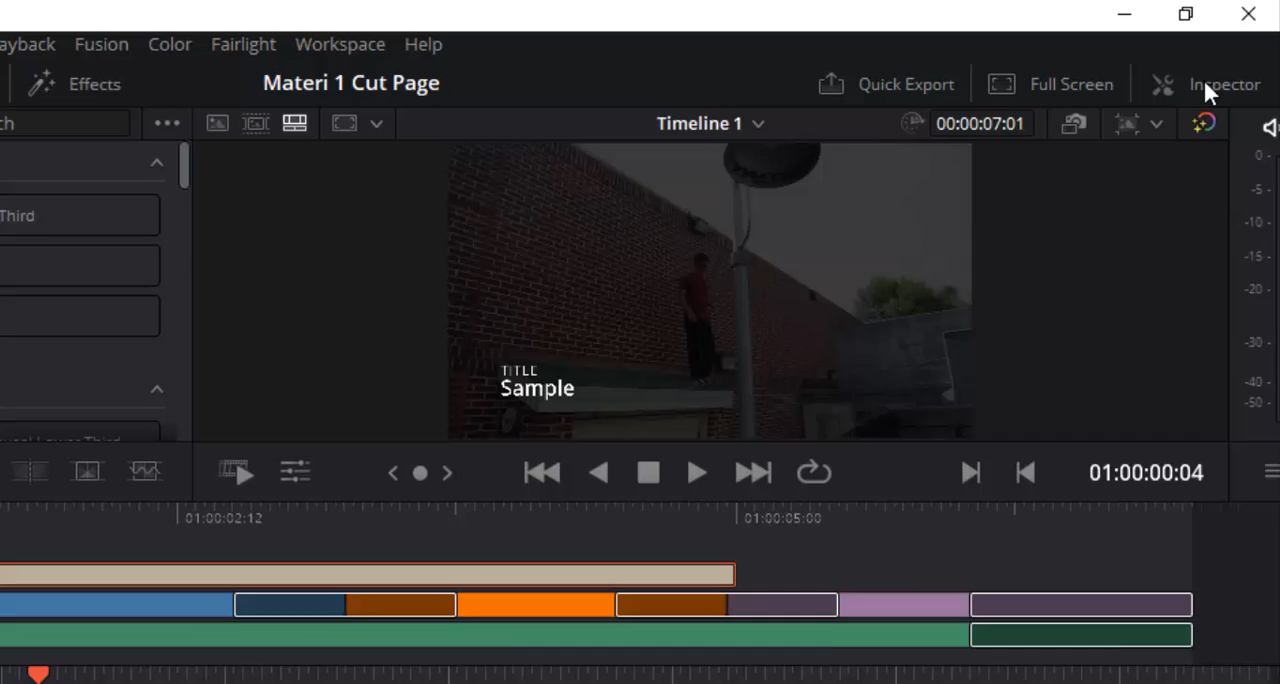 ayback Fusion Color Fairlight Workspace Help
Effects Materi 1 Cut Page Quick Export Full Screen Inspector
ch Timeline 1 00:00:07:01
0 -
-5 -
-10 -
-15 -
-20 -
-30 -
-40 -
-50 -
Third
TITLE
Sample
01:00:00:04
01:00:02:12 01:00:05:00